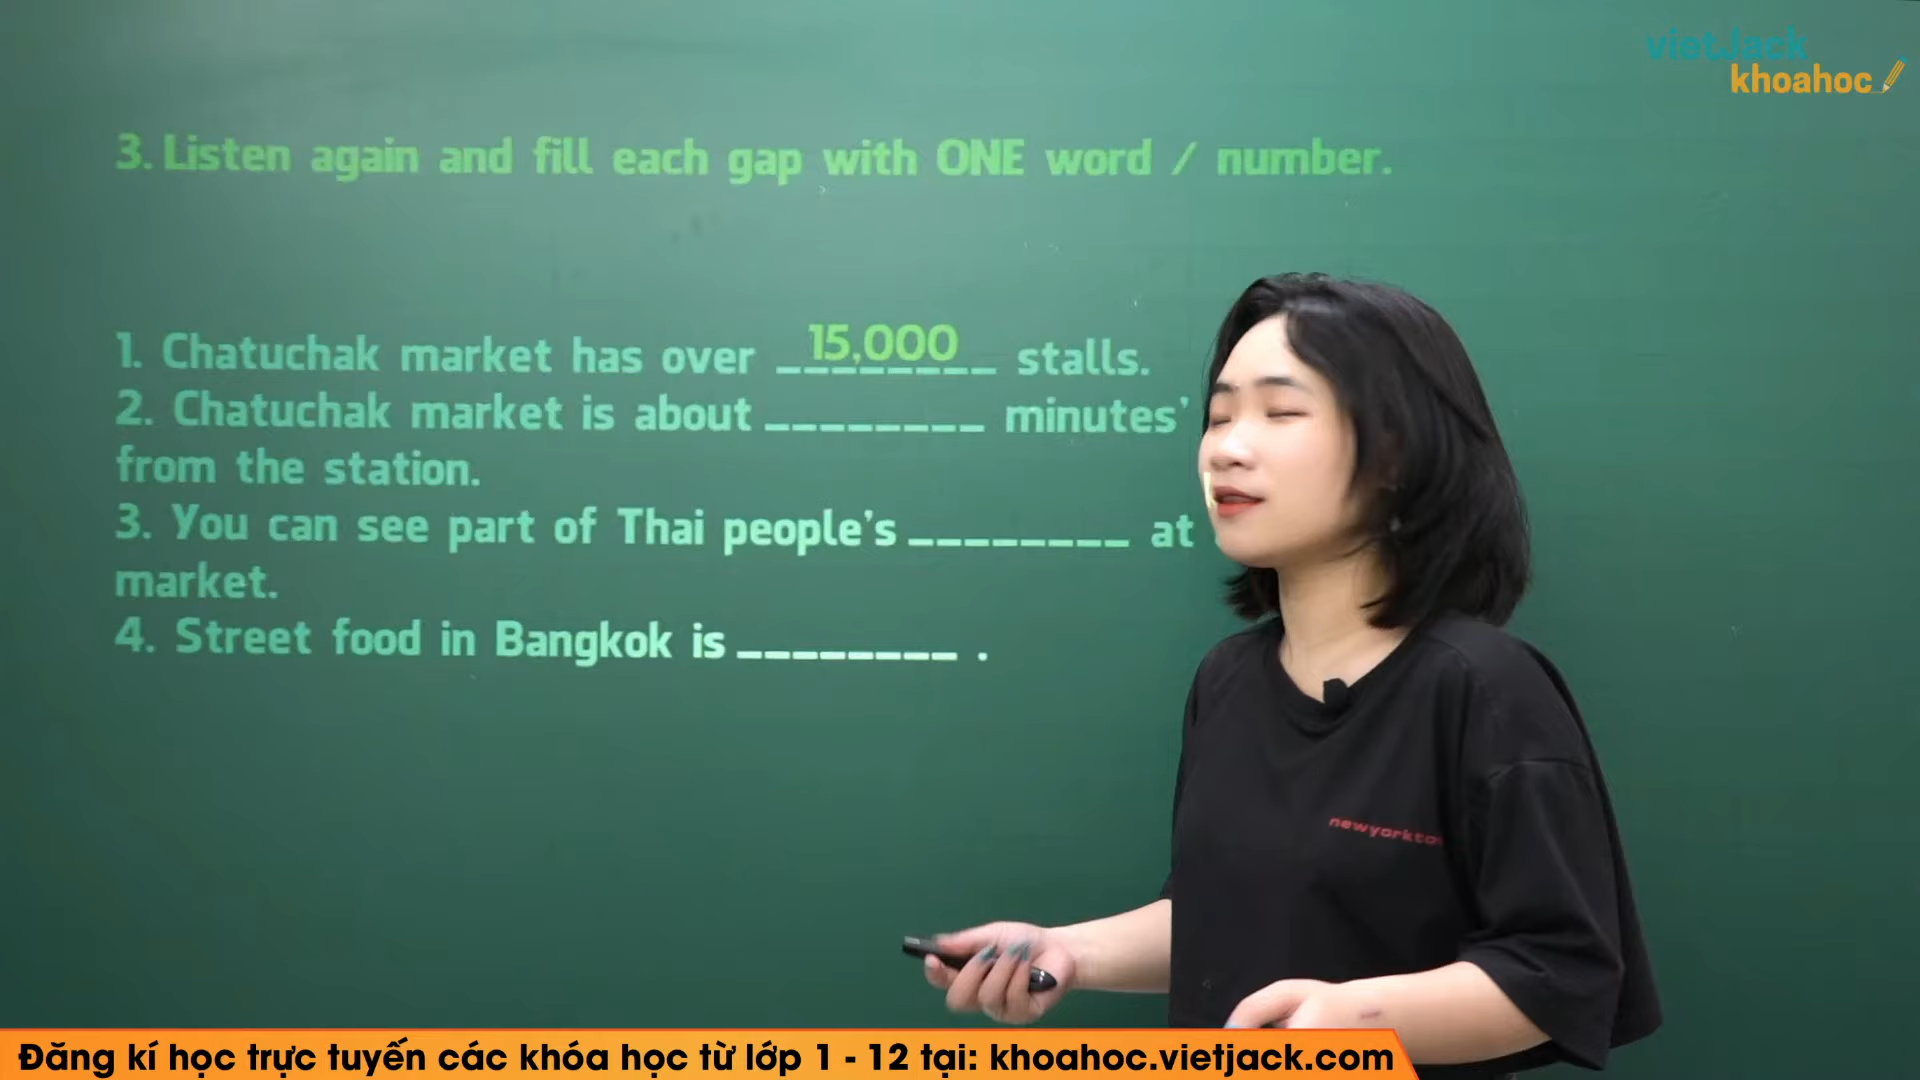 vietJack
khoahoc
3. Listen again and fill each gap with ONE word / number.
1. Chatuchak market has over 15,000 stalls.
2. Chatuchak market is about ________ minutes'
from the station.
3. You can see part of Thai people's ________ at
market.
4. Street food in Bangkok is ________ .
Đăng kí học trực tuyến các khóa học từ lớp 1 - 12 tại: khoahoc.vietjack.com